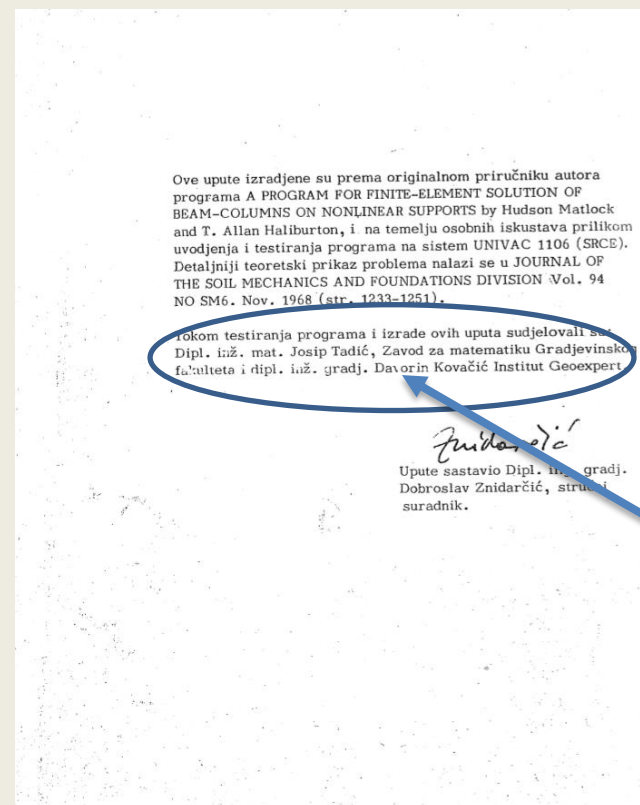 Ove upute izradjene su prema originalnom priručniku autora
programa A PROGRAM FOR FINITE-ELEMENT SOLUTION OF
BEAM-COLUMNS ON NONLINEAR SUPPORTS by Hudson Matlock
and T. Allan Haliburton, i na temelju osobnih iskustava prilikom
uvodjenja i testiranja programa na sistem UNIVAC 1106 (SRCE).
Detaljniji teoretski prikaz problema nalazi se u JOURNAL OF
THE SOIL MECHANICS AND FOUNDATIONS DIVISION Vol. 94
NO SM6. Nov. 1968 (str. 1233-1251).
Tokom testiranja programa i izrade ovih uputa sudjelovali su:
Dipl. inž. mat. Josip Tadić, Zavod za matematiku Gradjevinskog
fakulteta i dipl. inž. gradj. Davorin Kovačić Institut Geoexpert.
Znidarčić
Upute sastavio Dipl. ing. gradj.
Dobroslav Znidarčić, stručni
suradnik.